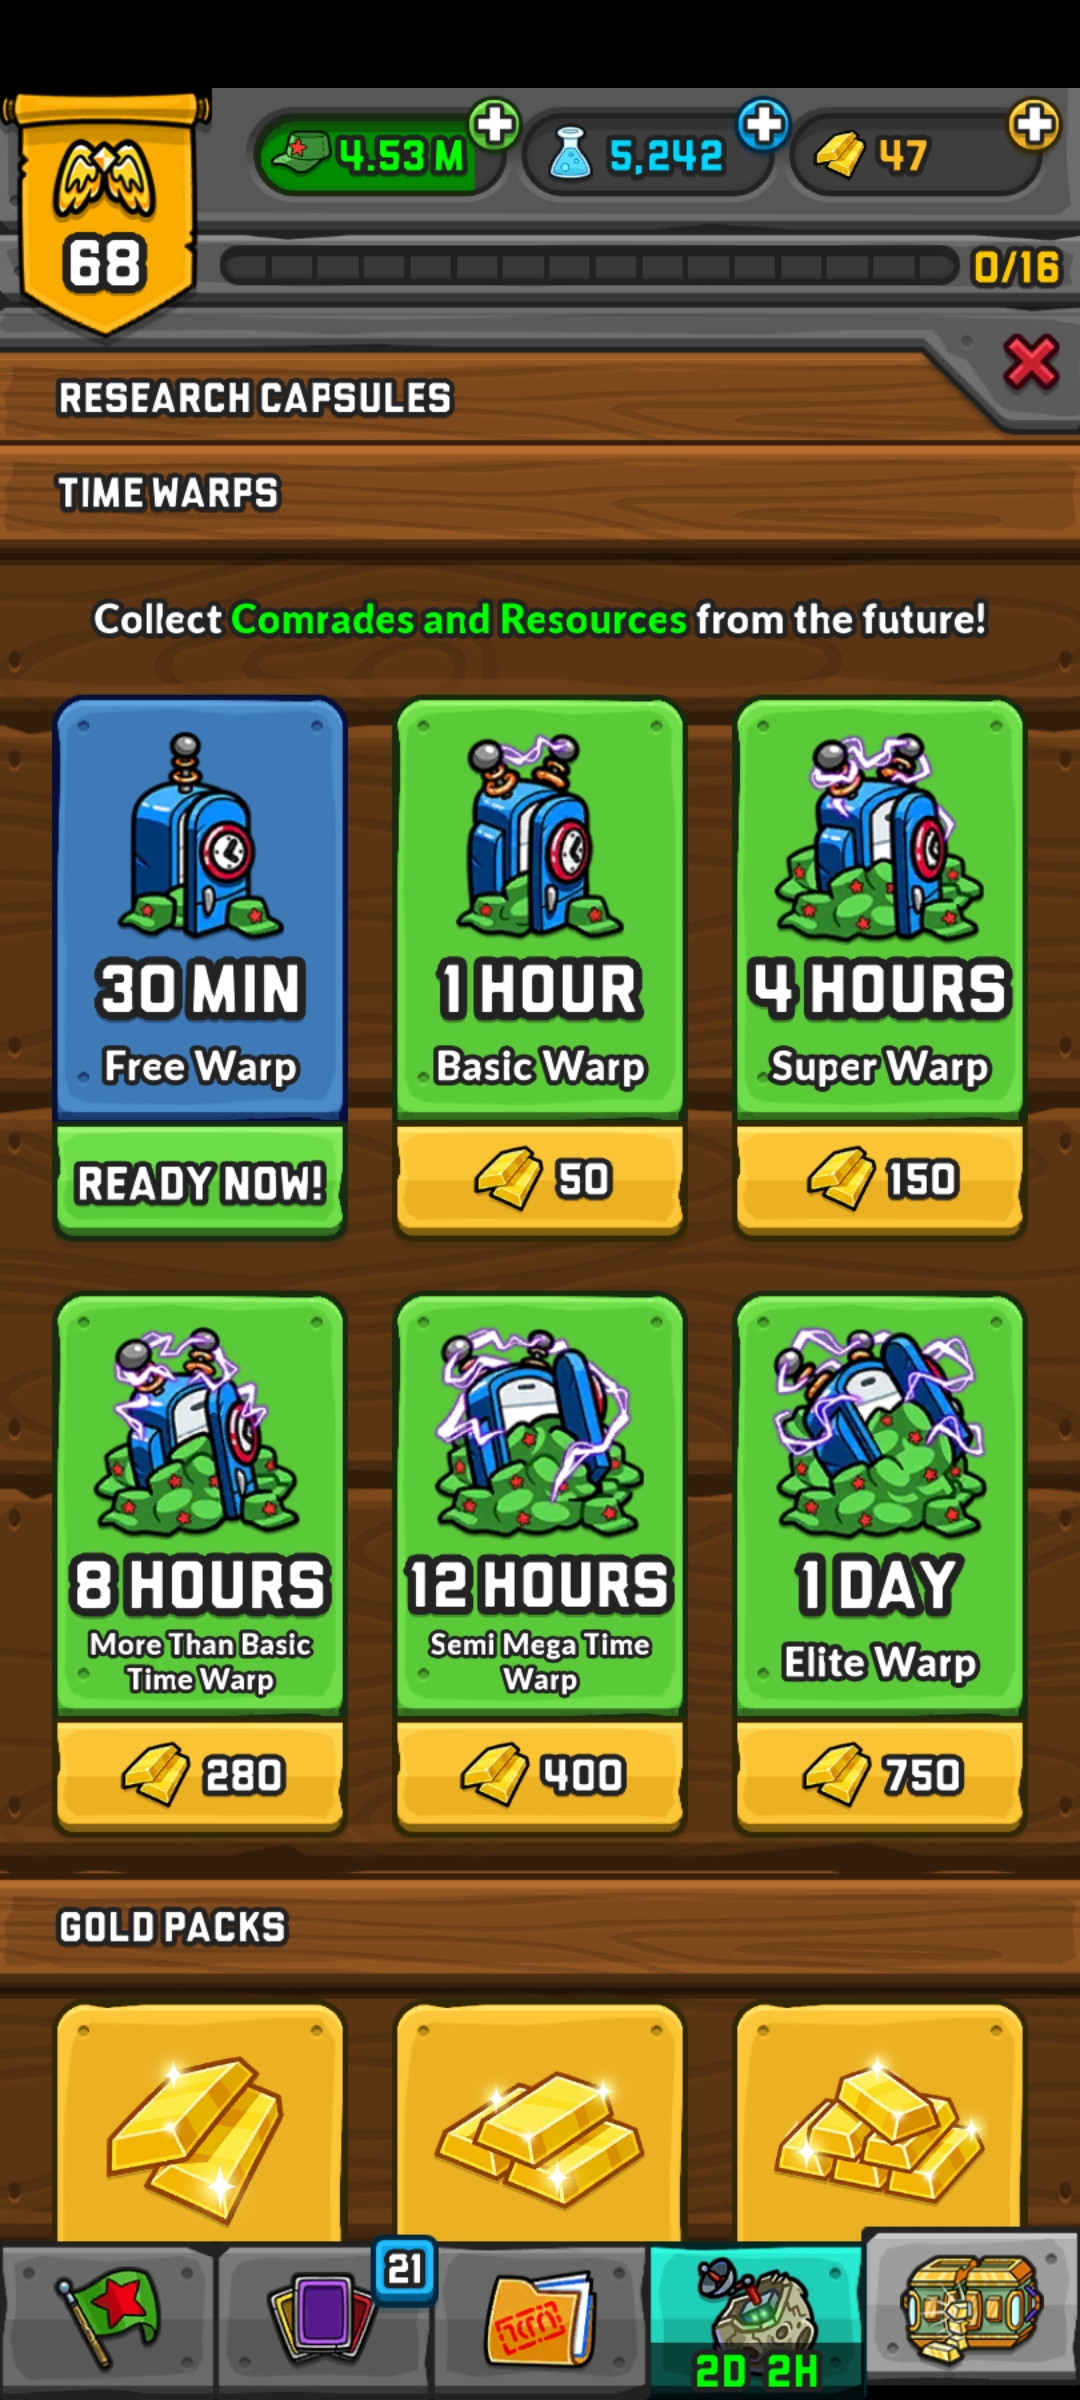 4.53 M
5,242
47
68
0/16
RESEARCH CAPSULES
TIME WARPS
Collect Comrades and Resources from the future!
30 MIN
Free Warp
READY NOW!
1 HOUR
Basic Warp
50
4 HOURS
Super Warp
150
8 HOURS
More Than Basic
Time Warp
280
12 HOURS
Semi Mega Time
Warp
400
1 DAY
Elite Warp
750
GOLD PACKS
21
2D 2H